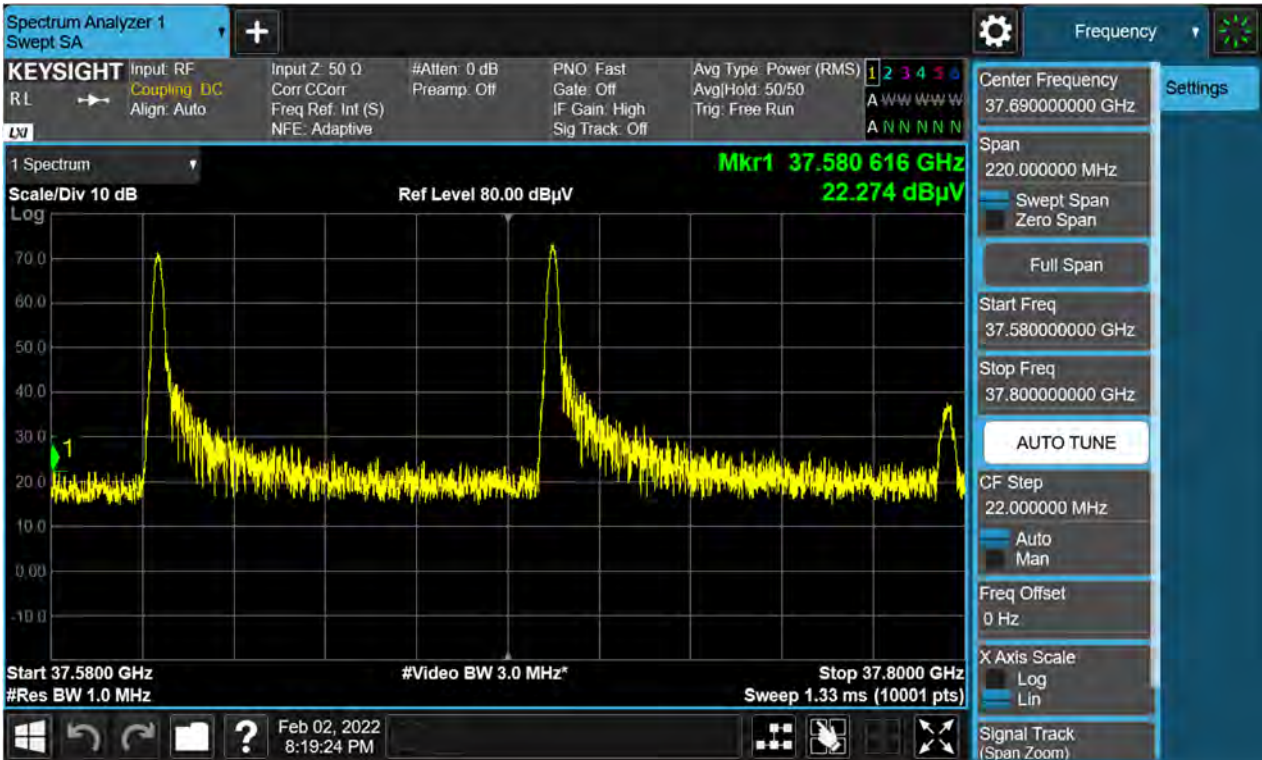 Spectrum Analyzer 1
Swept SA
+
Frequency
KEYSIGHT
R L
LXI
Input: RF
Coupling: DC
Align: Auto
Input Z: 50 Ω
Corr CCorr
Freq Ref: Int (S)
NFE: Adaptive
#Atten: 0 dB
Preamp: Off
PNO: Fast
Gate: Off
IF Gain: High
Sig Track: Off
Avg Type: Power (RMS)
Avg|Hold: 50/50
Trig: Free Run
1 2 3 4 5 6
A W W W W W
A N N N N N
1 Spectrum
Mkr1 37.580 616 GHz
Scale/Div 10 dB
Ref Level 80.00 dBµV
22.274 dBµV
Log
70.0
60.0
50.0
40.0
30.0
1
20.0
10.0
0.00
-10.0
Start 37.5800 GHz
#Video BW 3.0 MHz*
Stop 37.8000 GHz
#Res BW 1.0 MHz
Sweep 1.33 ms (10001 pts)
?
Feb 02, 2022
8:19:24 PM
Center Frequency
37.690000000 GHz
Settings
Span
220.000000 MHz
Swept Span
Zero Span
Full Span
Start Freq
37.580000000 GHz
Stop Freq
37.800000000 GHz
AUTO TUNE
CF Step
22.000000 MHz
Auto
Man
Freq Offset
0 Hz
X Axis Scale
Log
Lin
Signal Track
(Span Zoom)